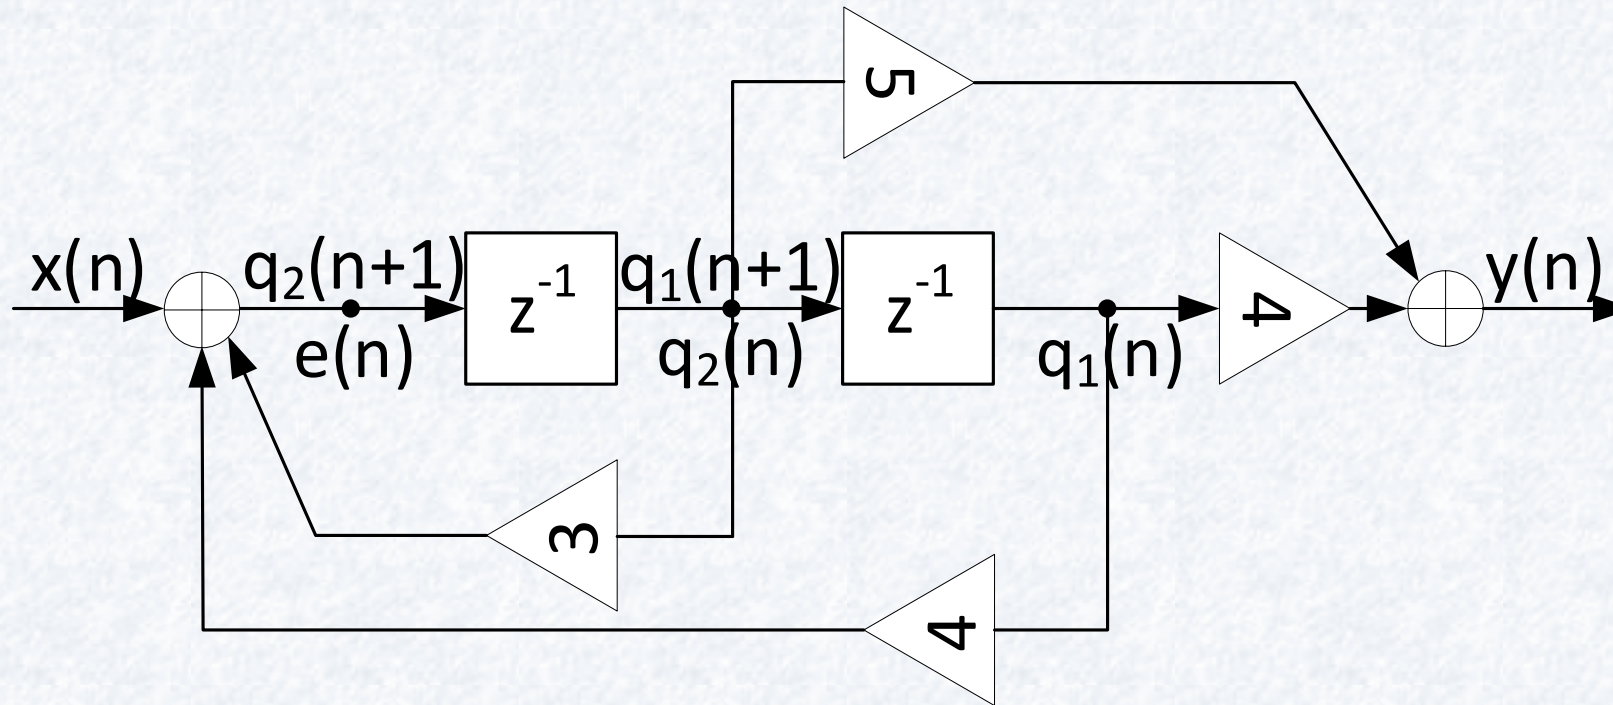 5
x(n)
q₂(n+1)
z⁻¹
q₁(n+1)
z⁻¹
4
y(n)
e(n)
q₂(n)
q₁(n)
3
4